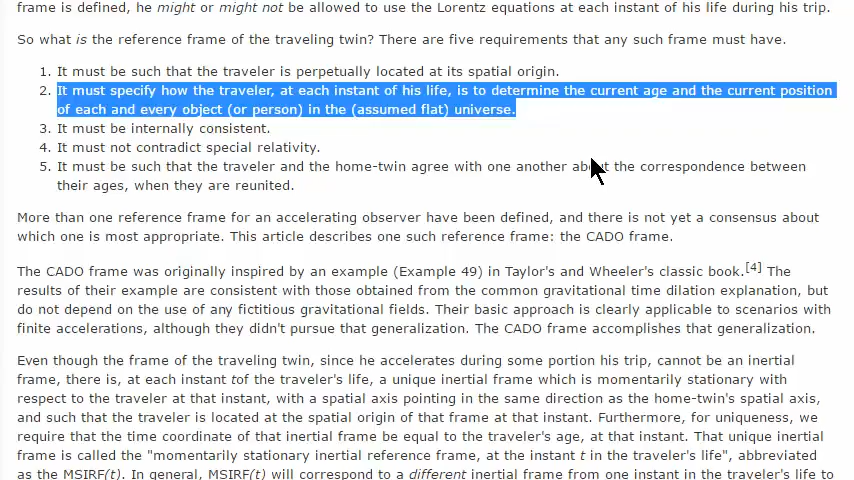 frame is defined, he might or might not be allowed to use the Lorentz equations at each instant of his life during his trip.
So what is the reference frame of the traveling twin? There are five requirements that any such frame must have.
1. It must be such that the traveler is perpetually located at its spatial origin.
2. It must specify how the traveler, at each instant of his life, is to determine the current age and the current position
of each and every object (or person) in the (assumed flat) universe.
3. It must be internally consistent.
4. It must not contradict special relativity.
5. It must be such that the traveler and the home-twin agree with one another about the correspondence between
their ages, when they are reunited.
More than one reference frame for an accelerating observer have been defined, and there is not yet a consensus about
which one is most appropriate. This article describes one such reference frame: the CADO frame.
The CADO frame was originally inspired by an example (Example 49) in Taylor's and Wheeler's classic book.[4] The
results of their example are consistent with those obtained from the common gravitational time dilation explanation, but
do not depend on the use of any fictitious gravitational fields. Their basic approach is clearly applicable to scenarios with
finite accelerations, although they didn't pursue that generalization. The CADO frame accomplishes that generalization.
Even though the frame of the traveling twin, since he accelerates during some portion his trip, cannot be an inertial
frame, there is, at each instant tof the traveler's life, a unique inertial frame which is momentarily stationary with
respect to the traveler at that instant, with a spatial axis pointing in the same direction as the home-twin's spatial axis,
and such that the traveler is located at the spatial origin of that frame at that instant. Furthermore, for uniqueness, we
require that the time coordinate of that inertial frame be equal to the traveler's age, at that instant. That unique inertial
frame is called the "momentarily stationary inertial reference frame, at the instant t in the traveler's life", abbreviated
as the MSIRF(t). In general, MSIRF(t) will correspond to a different inertial frame from one instant in the traveler's life to